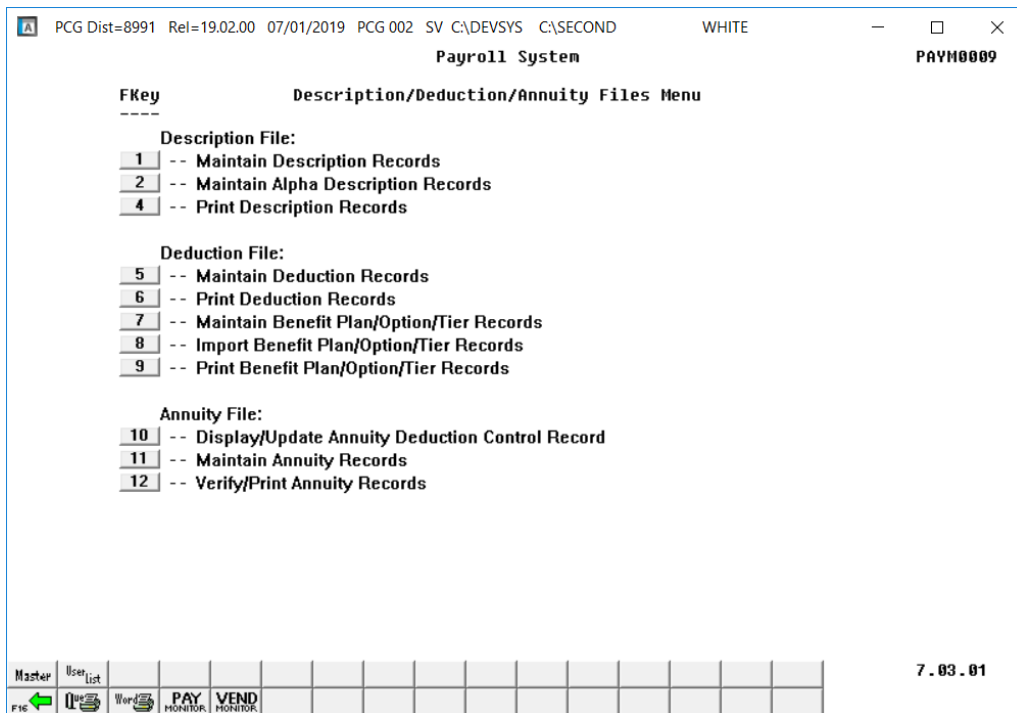 PCG Dist=8991 Rel=19.02.00 07/01/2019 PCG 002 SV C:\DEVSYS C:\SECOND WHITE
Payroll System PAYM0009
FKey Description/Deduction/Annuity Files Menu
----
Description File:
1 -- Maintain Description Records
2 -- Maintain Alpha Description Records
4 -- Print Description Records
Deduction File:
5 -- Maintain Deduction Records
6 -- Print Deduction Records
7 -- Maintain Benefit Plan/Option/Tier Records
8 -- Import Benefit Plan/Option/Tier Records
9 -- Print Benefit Plan/Option/Tier Records
Annuity File:
10 -- Display/Update Annuity Deduction Control Record
11 -- Maintain Annuity Records
12 -- Verify/Print Annuity Records
Master User List 7.03.01
F16 Que Word PAY MONITOR VEND MONITOR